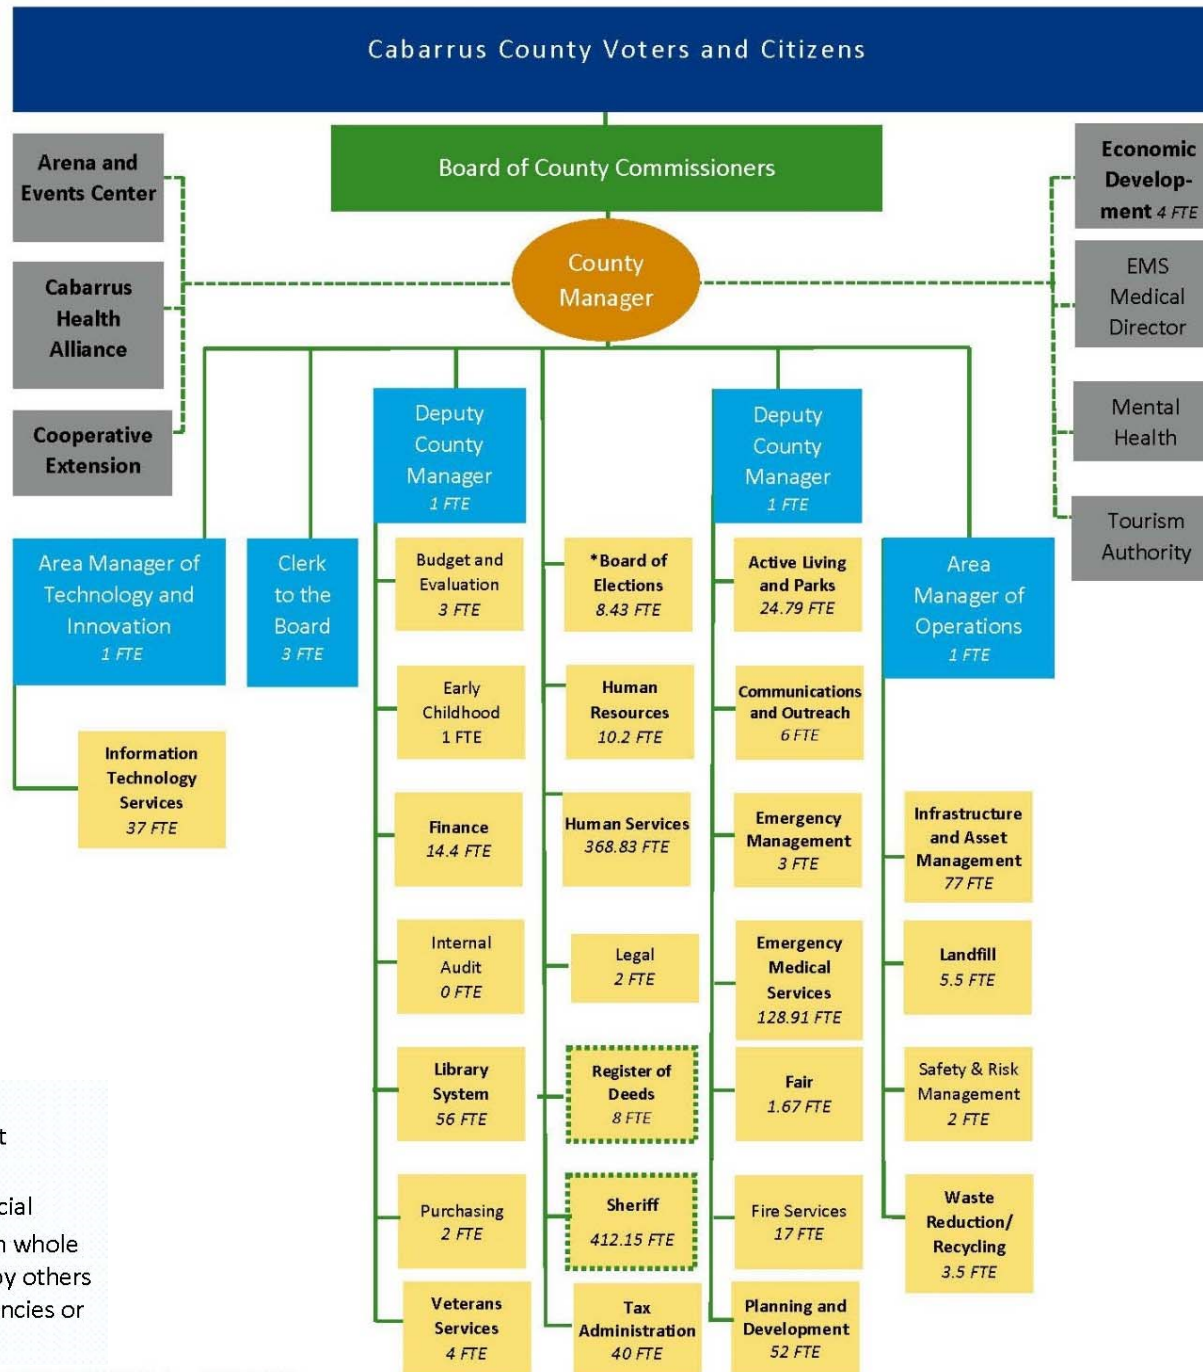 Cabarrus County Voters and Citizens
Board of County Commissioners
County
Manager
Arena and
Events Center
Cabarrus
Health
Alliance
Cooperative
Extension
Economic
Develop-
ment 4 FTE
EMS
Medical
Director
Mental
Health
Tourism
Authority
Area Manager of
Technology and
Innovation
1 FTE
Information
Technology
Services
37 FTE
Clerk
to the
Board
3 FTE
Deputy
County
Manager
1 FTE
Budget and
Evaluation
3 FTE
Early
Childhood
1 FTE
Finance
14.4 FTE
Internal
Audit
0 FTE
Library
System
56 FTE
Purchasing
2 FTE
Veterans
Services
4 FTE
*Board of
Elections
8.43 FTE
Human
Resources
10.2 FTE
Human Services
368.83 FTE
Legal
2 FTE
Register of
Deeds
8 FTE
Sheriff
412.15 FTE
Tax
Administration
40 FTE
Deputy
County
Manager
1 FTE
Active Living
and Parks
24.79 FTE
Communications
and Outreach
6 FTE
Emergency
Management
3 FTE
Emergency
Medical
Services
128.91 FTE
Fair
1.67 FTE
Fire Services
17 FTE
Planning and
Development
52 FTE
Area
Manager of
Operations
1 FTE
Infrastructure
and Asset
Management
77 FTE
Landfill
5.5 FTE
Safety & Risk
Management
2 FTE
Waste
Reduction/
Recycling
3.5 FTE
whole
by others
or